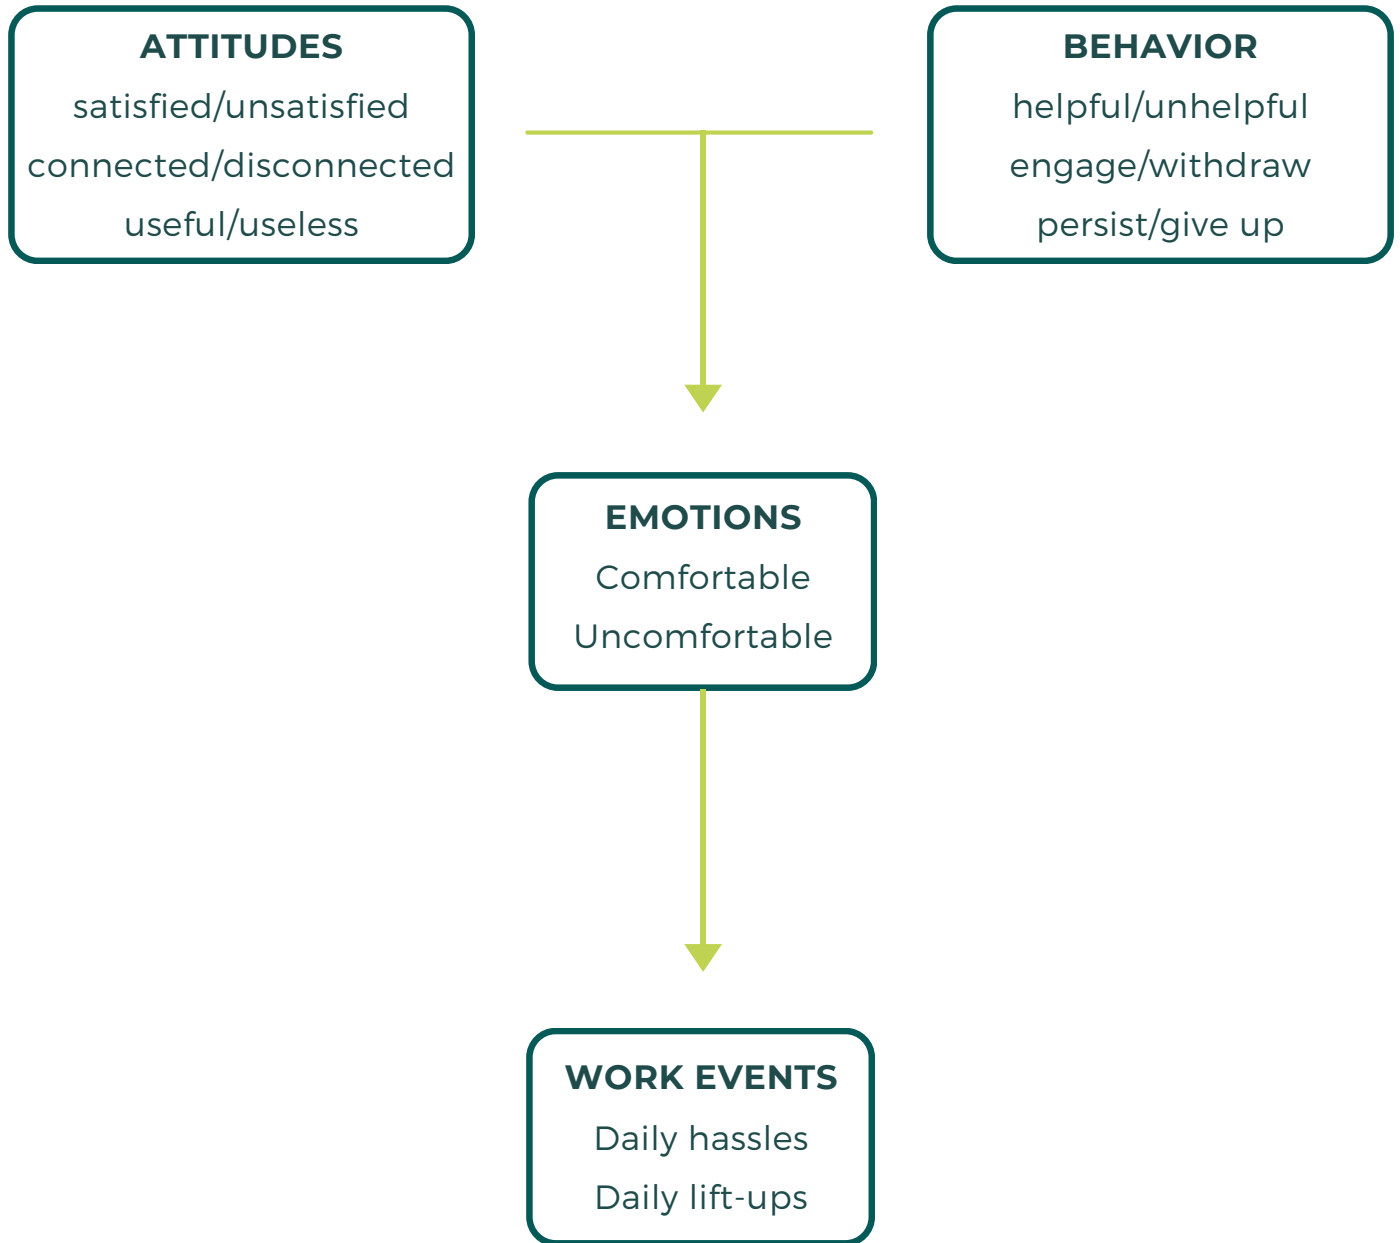 ATTITUDES
satisfied/unsatisfied
connected/disconnected
useful/useless
BEHAVIOR
helpful/unhelpful
engage/withdraw
persist/give up
EMOTIONS
Comfortable
Uncomfortable
WORK EVENTS
Daily hassles
Daily lift-ups